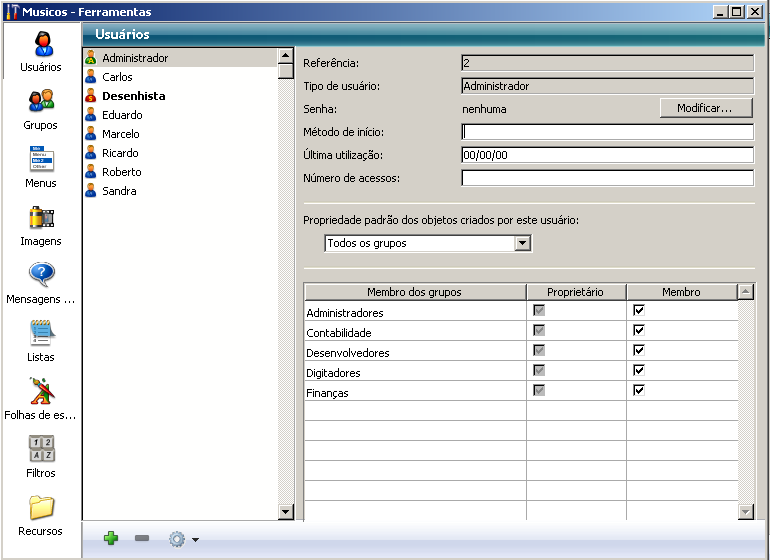 Musicos - Ferramentas
Usuários
Usuários
Grupos
Menus
Imagens
Mensagens ...
Listas
Folhas de es...
Filtros
Recursos
Administrador
Carlos
Desenhista
Eduardo
Marcelo
Ricardo
Roberto
Sandra
Referência: 2
Tipo de usuário: Administrador
Senha: nenhuma Modificar...
Método de início:
Última utilização: 00/00/00
Número de acessos:
Propriedade padrão dos objetos criados por este usuário:
Todos os grupos
Membro dos grupos Proprietário Membro
Administradores
Contabilidade
Desenvolvedores
Digitadores
Finanças